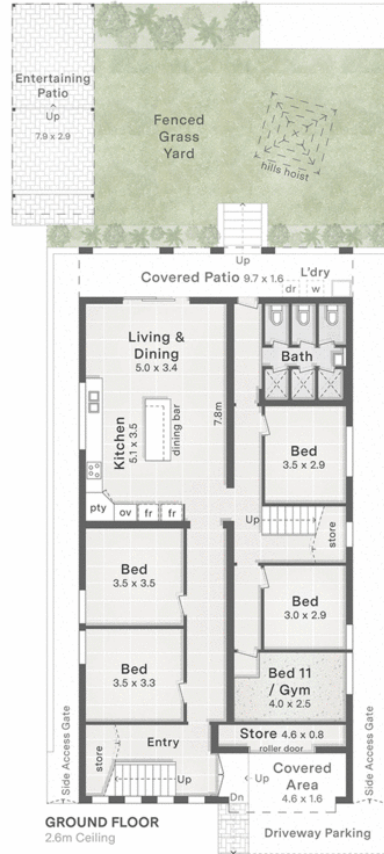 Entertaining
Patio
Up
7.9 x 2.9
Fenced
Grass
Yard
hills hoist
Up
Covered Patio 9.7 x 1.6
L'dry
dr
w
Living &
Dining
5.0 x 3.4
Bath
Kitchen
5.1 x 3.5
dining bar
7.8m
Bed
3.5 x 2.9
pty
ov
fr
fr
Up
store
Bed
3.5 x 3.5
Bed
3.0 x 2.9
Bed
3.5 x 3.3
Bed 11
/ Gym
4.0 x 2.5
Side Access Gate
store
Entry
Up
Store 4.6 x 0.8
roller door
Up
Covered
Area
4.6 x 1.6
Side Access Gate
Dn
GROUND FLOOR
2.6m Ceiling
Driveway Parking